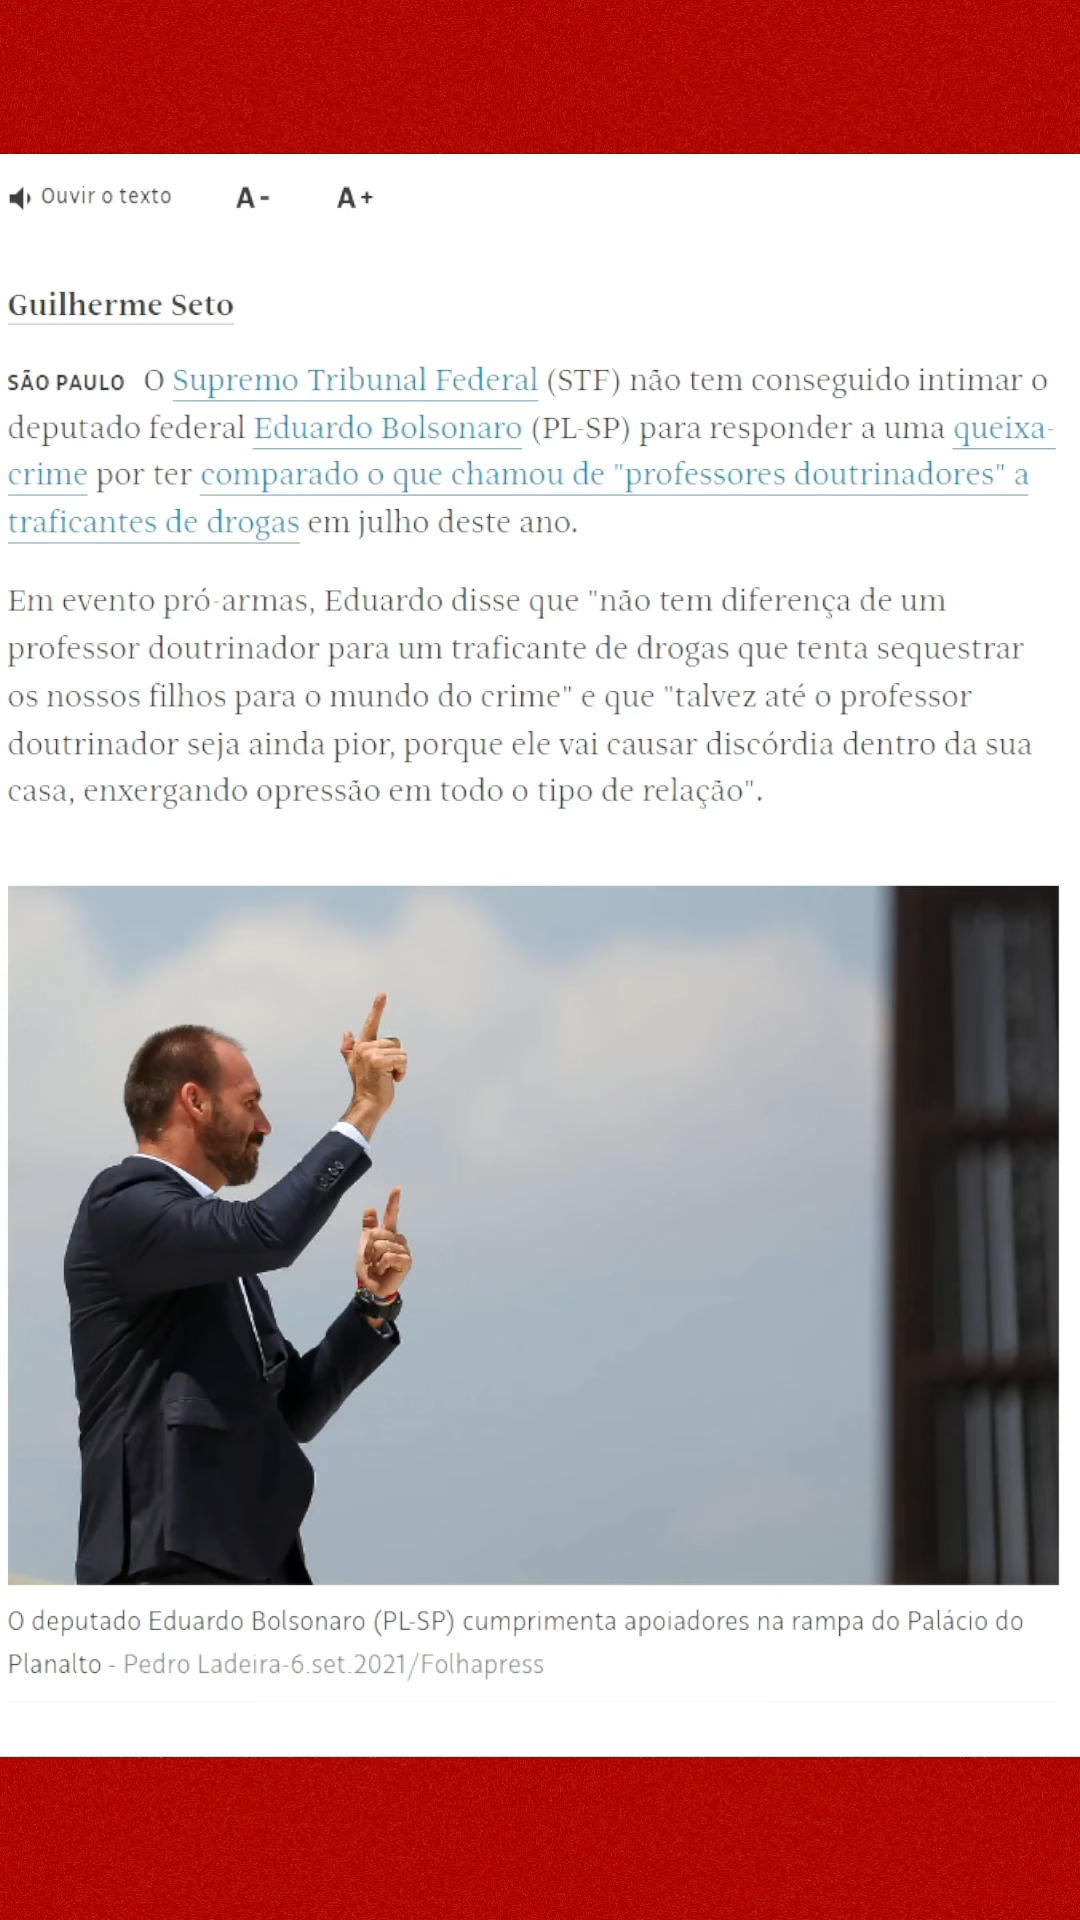 Ouvir o texto A- A+
Guilherme Seto
SÃO PAULO O Supremo Tribunal Federal (STF) não tem conseguido intimar o
deputado federal Eduardo Bolsonaro (PL-SP) para responder a uma queixa-
crime por ter comparado o que chamou de "professores doutrinadores" a
traficantes de drogas em julho deste ano.
Em evento pró-armas, Eduardo disse que "não tem diferença de um
professor doutrinador para um traficante de drogas que tenta sequestrar
os nossos filhos para o mundo do crime" e que "talvez até o professor
doutrinador seja ainda pior, porque ele vai causar discórdia dentro da sua
casa, enxergando opressão em todo o tipo de relação".
O deputado Eduardo Bolsonaro (PL-SP) cumprimenta apoiadores na rampa do Palácio do
Planalto - Pedro Ladeira-6.set.2021/Folhapress